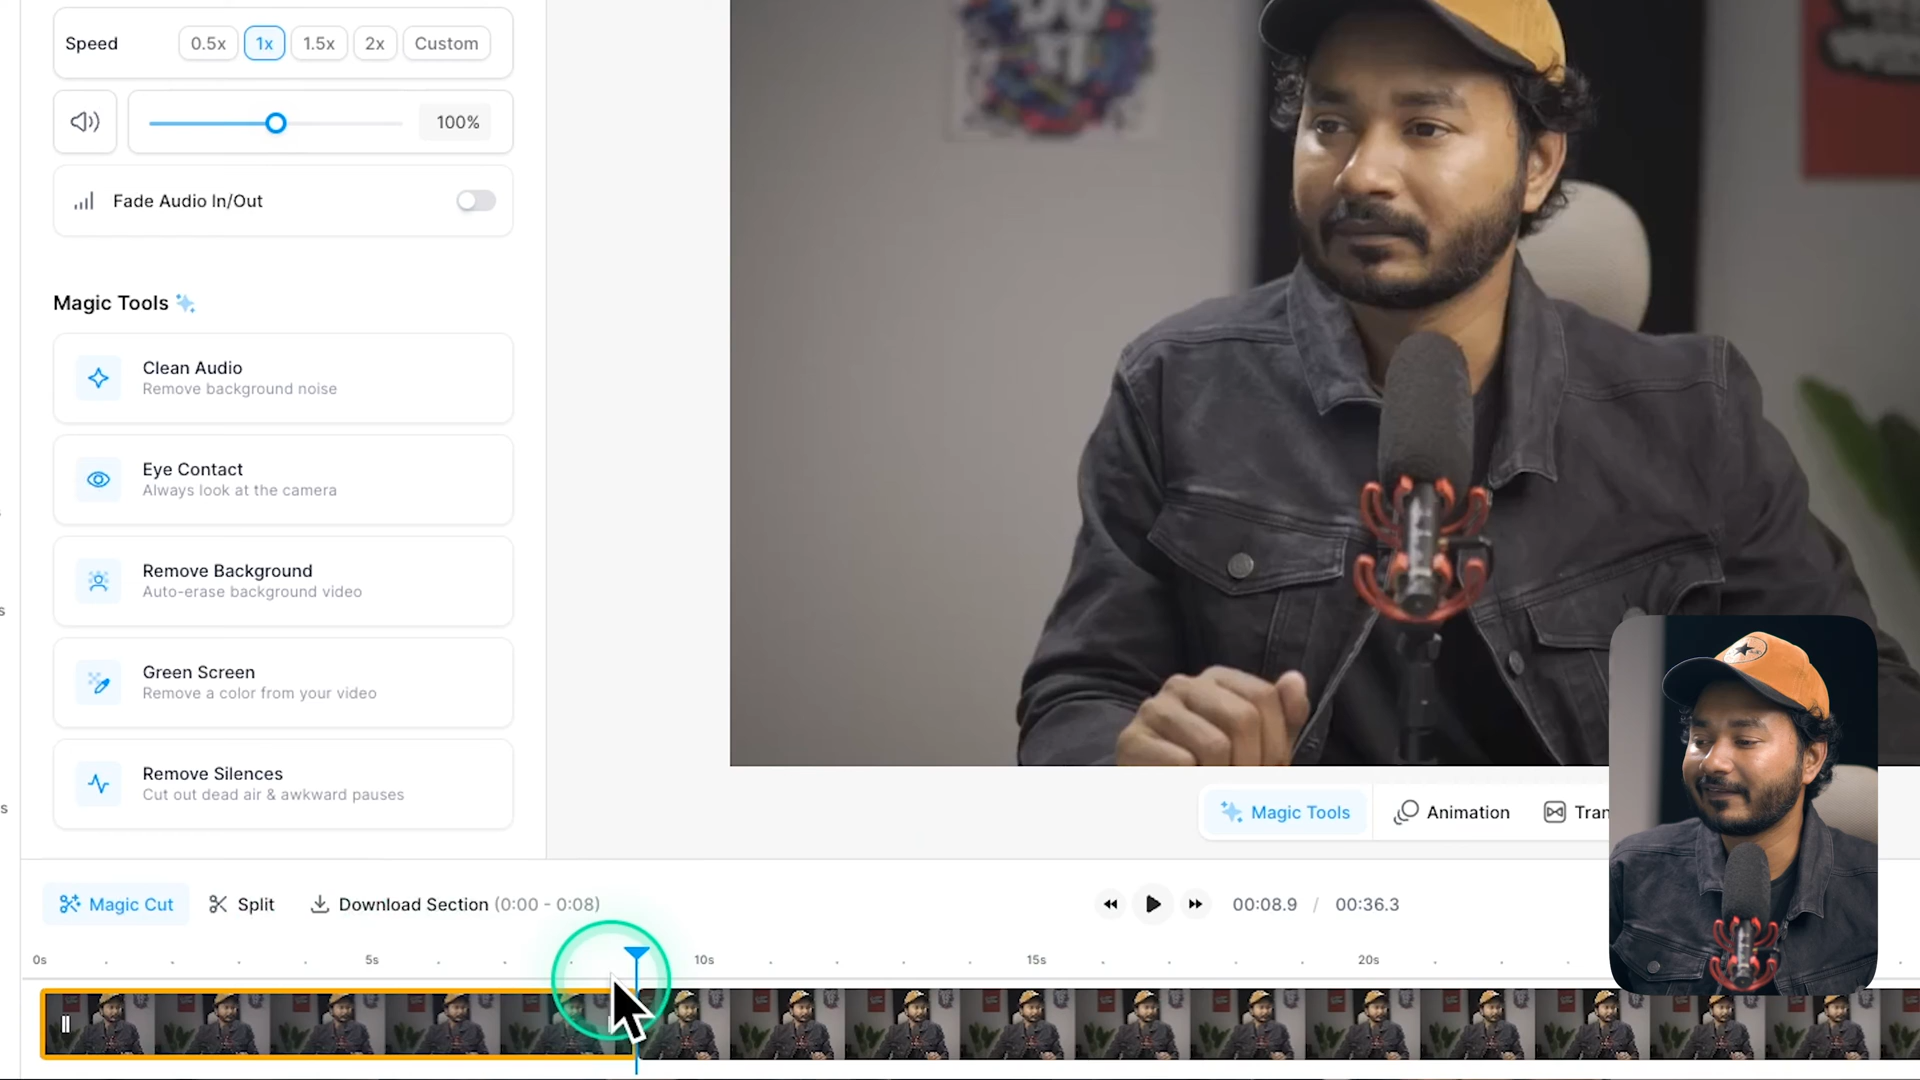 Speed
0.5x
1x
1.5x
2x
Custom
100%
Fade Audio In/Out
Magic Tools
Clean Audio
Remove background noise
Eye Contact
Always look at the camera
Remove Background
Auto-erase background video
Green Screen
Remove a color from your video
Remove Silences
Cut out dead air & awkward pauses
Magic Tools
Animation
Tran
Magic Cut
Split
Download Section (0:00 - 0:08)
00:08.9 / 00:36.3
0s
5s
10s
15s
20s